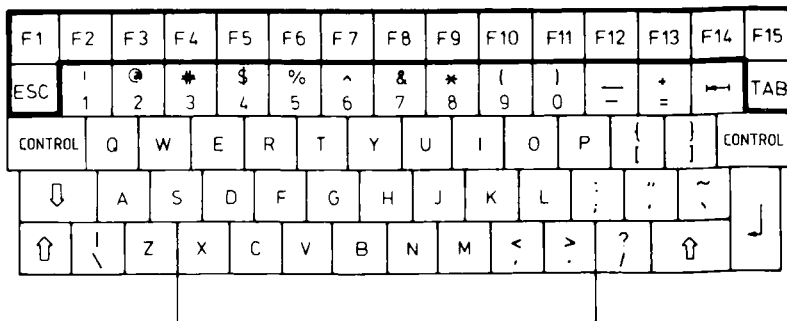 F1 F2 F3 F4 F5 F6 F7 F8 F9 F10 F11 F12 F13 F14 F15
! @ # $ % ^ & * ( ) __ +
ESC 1 2 3 4 5 6 7 8 9 0 - = TAB
CONTROL Q W E R T Y U I O P { } CONTROL
[ ]
A S D F G H J K L : " ~
; ' `
| Z X C V B N M < > ?
\ , . /